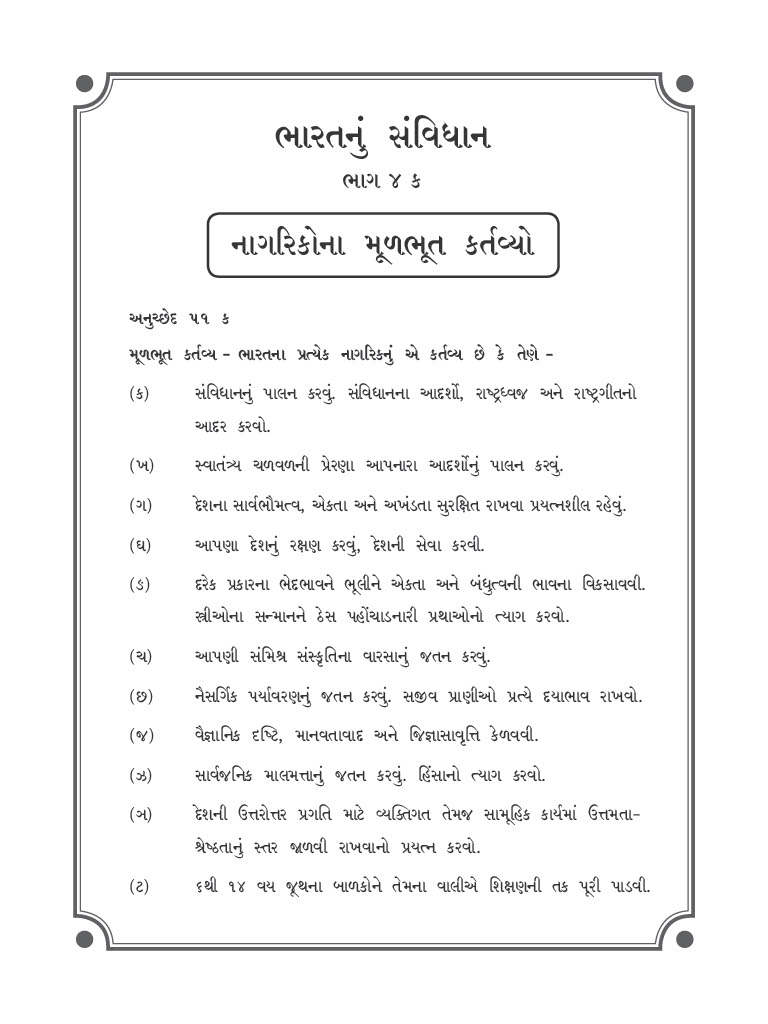 ભારતનું સંવિધાન
ભાગ ૪ ક
નાગરિકોના મૂળભૂત કર્તવ્યો
અનુચ્છેદ ૫૧ ક
મૂળભૂત કર્તવ્ય - ભારતના પ્રત્યેક નાગરિકનું એ કર્તવ્ય છે કે તેણે -
(ક) સંવિધાનનું પાલન કરવું. સંવિધાનના આદર્શો, રાષ્ટ્રધ્વજ અને રાષ્ટ્રગીતનો
આદર કરવો.
(ખ) સ્વાતંત્ર્ય ચળવળની પ્રેરણા આપનારા આદર્શોનું પાલન કરવું.
(ગ) દેશના સાર્વભૌમત્વ, એકતા અને અખંડતા સુરક્ષિત રાખવા પ્રયત્નશીલ રહેવું.
(ઘ) આપણા દેશનું રક્ષણ કરવું, દેશની સેવા કરવી.
(ઙ) દરેક પ્રકારના ભેદભાવને ભૂલીને એકતા અને બંધુત્વની ભાવના વિકસાવવી.
સ્ત્રીઓના સન્માનને ઠેસ પહોંચાડનારી પ્રથાઓનો ત્યાગ કરવો.
(ચ) આપણી સંમિશ્ર સંસ્કૃતિના વારસાનું જતન કરવું.
(છ) નૈસર્ગિક પર્યાવરણનું જતન કરવું. સજીવ પ્રાણીઓ પ્રત્યે દયાભાવ રાખવો.
(જ) વૈજ્ઞાનિક દષ્ટિ, માનવતાવાદ અને જિજ્ઞાસાવૃત્તિ કેળવવી.
(ઝ) સાર્વજનિક માલમત્તાનું જતન કરવું. હિંસાનો ત્યાગ કરવો.
(ઞ) દેશની ઉત્તરોત્તર પ્રગતિ માટે વ્યક્તિગત તેમજ સામૂહિક કાર્યમાં ઉત્તમતા-
શ્રેષ્ઠતાનું સ્તર જાળવી રાખવાનો પ્રયત્ન કરવો.
(ટ) ૬થી ૧૪ વય જૂથના બાળકોને તેમના વાલીએ શિક્ષણની તક પૂરી પાડવી.